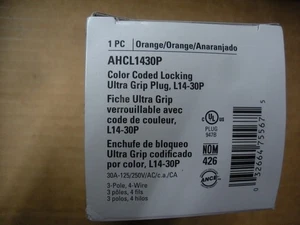 1 PC Orange/Orange/Anaranjado
AHCL1430P
Color Coded Locking
Ultra Grip Plug, L14-30P
Fiche Ultra Grip
verrouillable avec
code de couleur,
L14-30P
Enchufe de bloqueo
Ultra Grip codificado
por color, L14-30P
30A-125/250V/AC/c.a./CA
3-Pole, 4-Wire
3 pôles, 4 fils
3 polos, 4 hilos
UL
PLUG
NOM
426
ANCE